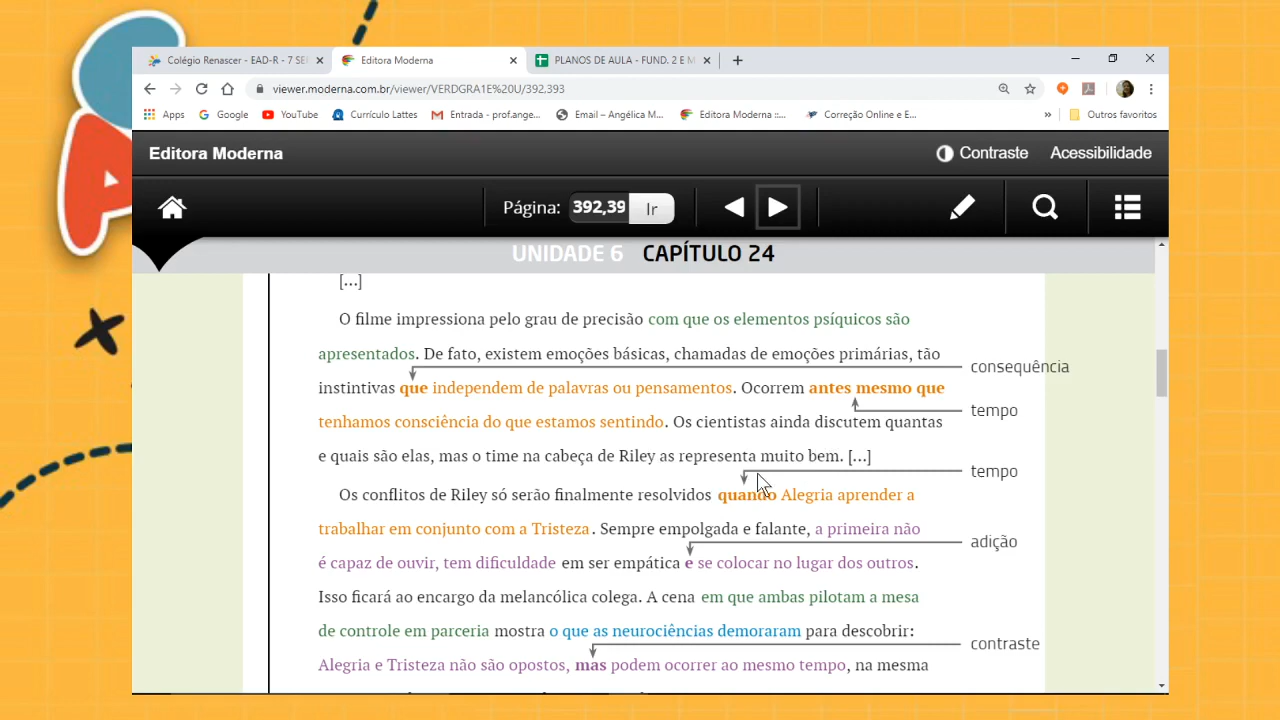 Colégio Renascer - EAD-R - 7 SE
Editora Moderna
PLANOS DE AULA - FUND. 2 E M
viewer.moderna.com.br/viewer/VERDGRA1E%20U/392,393
Apps
Google
YouTube
Currículo Lattes
Entrada - prof.ange...
Email – Angélica M...
Editora Moderna ::..
Correção Online e E...
»
Outros favoritos
Editora Moderna
Contraste
Acessibilidade
Página:
392,39
Ir
UNIDADE 6 CAPÍTULO 24
[...]
O filme impressiona pelo grau de precisão com que os elementos psíquicos são
apresentados. De fato, existem emoções básicas, chamadas de emoções primárias, tão
consequência
instintivas que independem de palavras ou pensamentos. Ocorrem antes mesmo que
tempo
tenhamos consciência do que estamos sentindo. Os cientistas ainda discutem quantas
e quais são elas, mas o time na cabeça de Riley as representa muito bem. [...]
tempo
Os conflitos de Riley só serão finalmente resolvidos quando Alegria aprender a
trabalhar em conjunto com a Tristeza. Sempre empolgada e falante, a primeira não
adição
é capaz de ouvir, tem dificuldade em ser empática e se colocar no lugar dos outros.
Isso ficará ao encargo da melancólica colega. A cena em que ambas pilotam a mesa
de controle em parceria mostra o que as neurociências demoraram para descobrir:
contraste
Alegria e Tristeza não são opostos, mas podem ocorrer ao mesmo tempo, na mesma